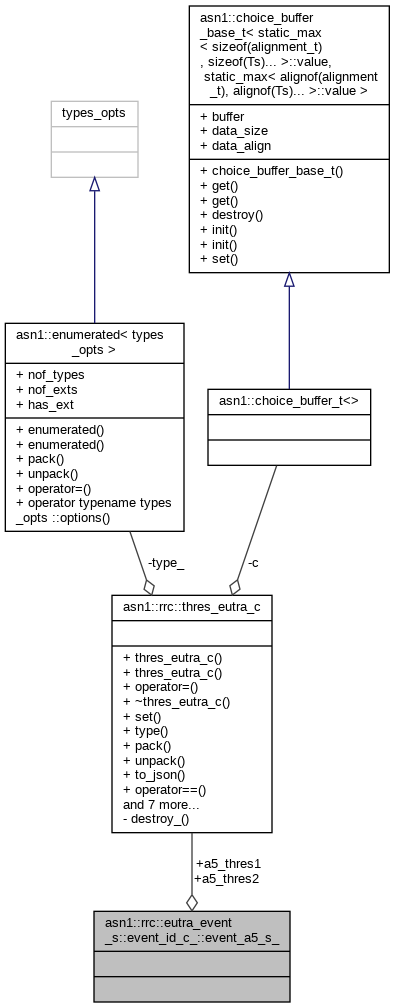 asn1::choice_buffer
_base_t< static_max
< sizeof(alignment_t)
, sizeof(Ts)... >::value,
static_max< alignof(alignment
_t), alignof(Ts)... >::value >
+ buffer
+ data_size
+ data_align
+ choice_buffer_base_t()
+ get()
+ get()
+ destroy()
+ init()
+ init()
+ set()
types_opts
asn1::enumerated< types
_opts >
+ nof_types
+ nof_exts
+ has_ext
+ enumerated()
+ enumerated()
+ pack()
+ unpack()
+ operator=()
+ operator typename types
_opts ::options()
asn1::choice_buffer_t<>
-type_
-c
asn1::rrc::thres_eutra_c
+ thres_eutra_c()
+ thres_eutra_c()
+ operator=()
+ ~thres_eutra_c()
+ set()
+ type()
+ pack()
+ unpack()
+ to_json()
+ operator==()
and 7 more...
- destroy_()
+a5_thres1
+a5_thres2
asn1::rrc::eutra_event
_s::event_id_c_::event_a5_s_